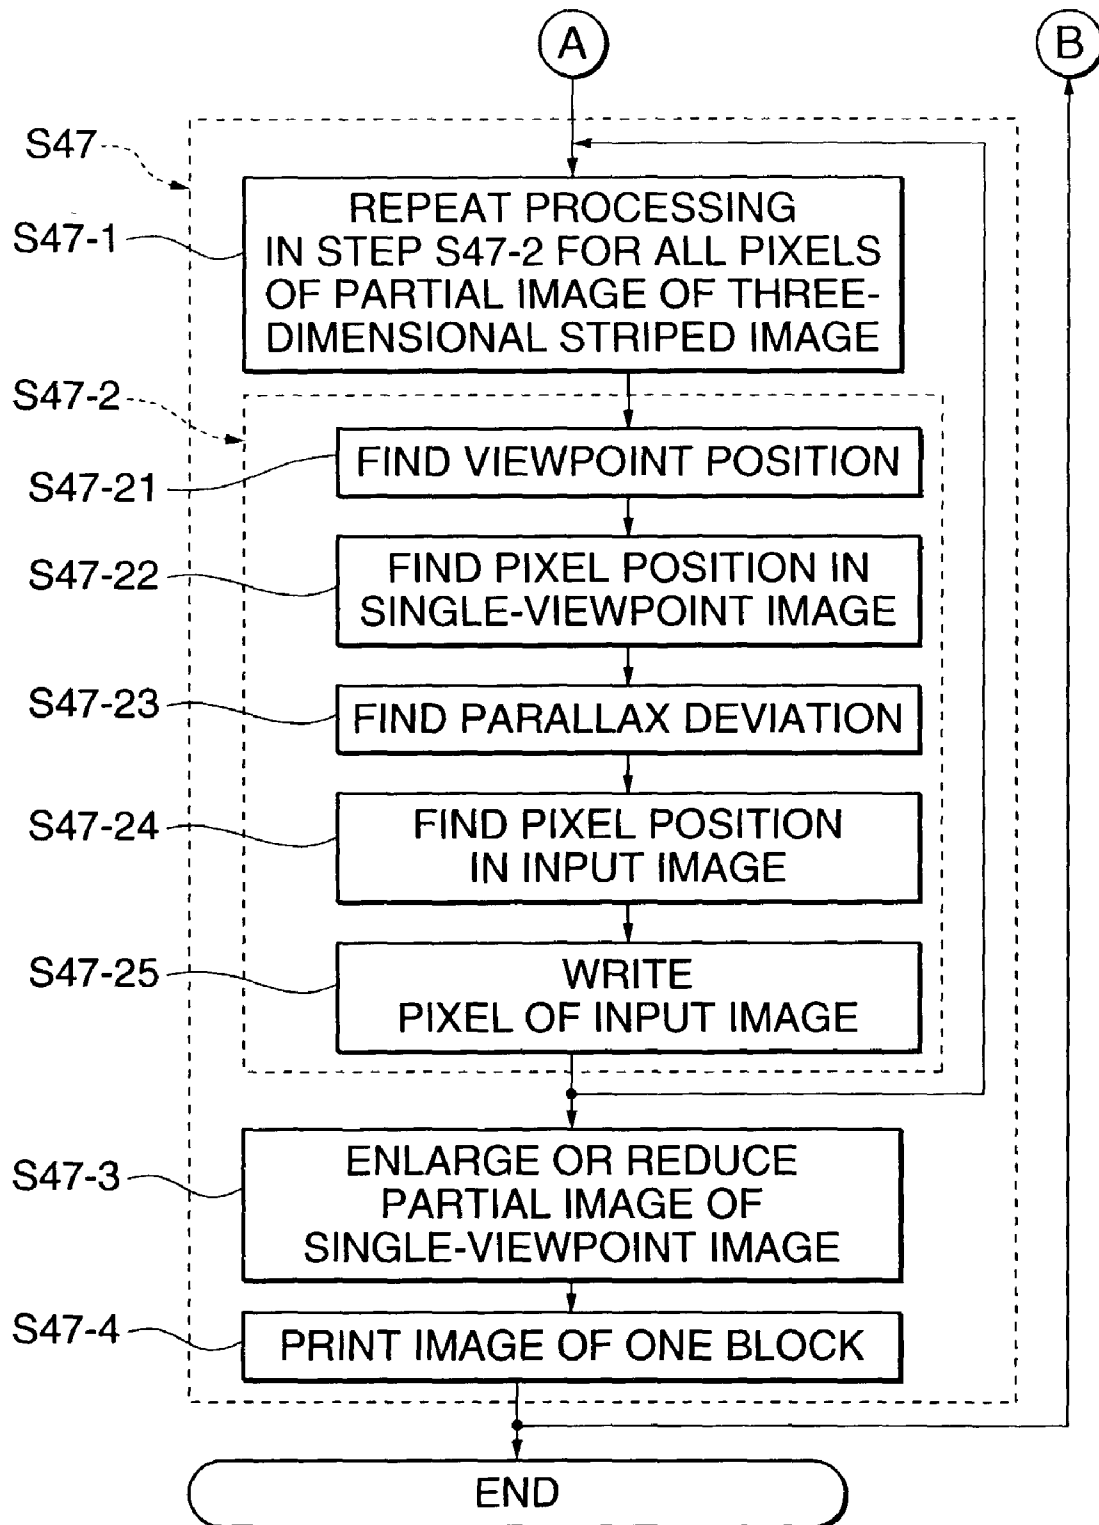 A
B
S47
S47-1
REPEAT PROCESSING
IN STEP S47-2 FOR ALL PIXELS
OF PARTIAL IMAGE OF THREE-
DIMENSIONAL STRIPED IMAGE
S47-2
S47-21
FIND VIEWPOINT POSITION
S47-22
FIND PIXEL POSITION IN
SINGLE-VIEWPOINT IMAGE
S47-23
FIND PARALLAX DEVIATION
S47-24
FIND PIXEL POSITION
IN INPUT IMAGE
S47-25
WRITE
PIXEL OF INPUT IMAGE
S47-3
ENLARGE OR REDUCE
PARTIAL IMAGE OF
SINGLE-VIEWPOINT IMAGE
S47-4
PRINT IMAGE OF ONE BLOCK
END